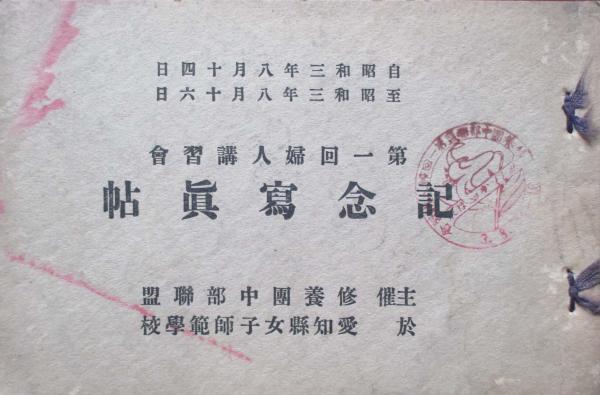 自昭和三年八月十四日
至昭和三年八月十六日
第一回婦人講習會
記念寫眞帖
主催 修養團中部聯盟
於 愛知縣女子師範學校